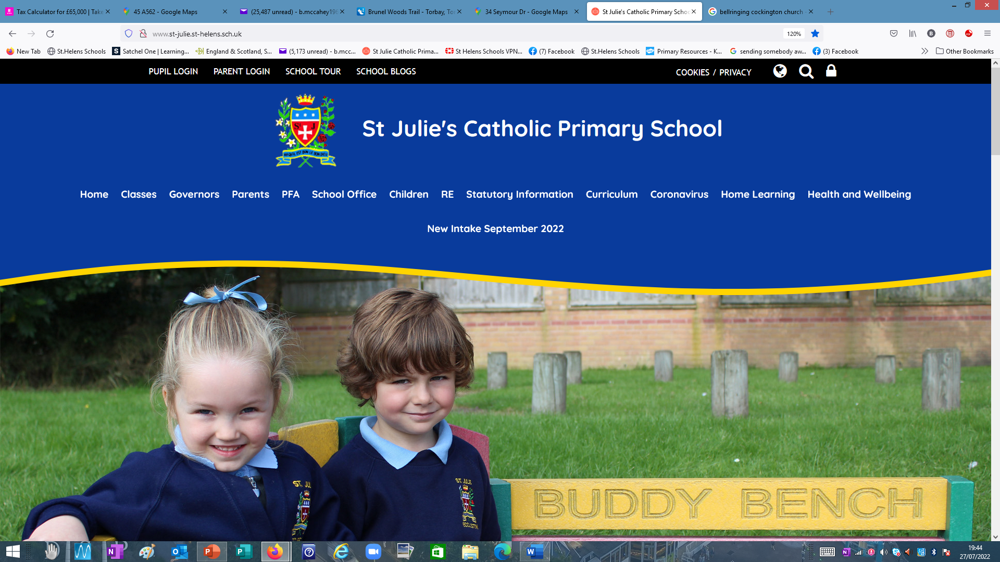 Tax Calculator for £65,000 | Take
45 A562 - Google Maps
(25,487 unread) - b.mccahey196
Brunel Woods Trail - Torbay, To
34 Seymour Dr - Google Maps
St Julie's Catholic Primary Schoo
bellringing cockington church -
www.st-julie.st-helens.sch.uk
120%
New Tab
St.Helens Schools
Satchel One | Learning...
England & Scotland, S...
(5,173 unread) - b.mcc...
St Julie Catholic Prima...
St Helens Schools VPN...
(7) Facebook
St.Helens Schools
Primary Resources - K...
sending somebody aw...
(3) Facebook
Other Bookmarks
PUPIL LOGIN
PARENT LOGIN
SCHOOL TOUR
SCHOOL BLOGS
COOKIES / PRIVACY
St J
St Julie's Catholic Primary School
Home
Classes
Governors
Parents
PFA
School Office
Children
RE
Statutory Information
Curriculum
Coronavirus
Home Learning
Health and Wellbeing
New Intake September 2022
ST. JULIE
BUDDY BENCH
19:44
27/07/2022